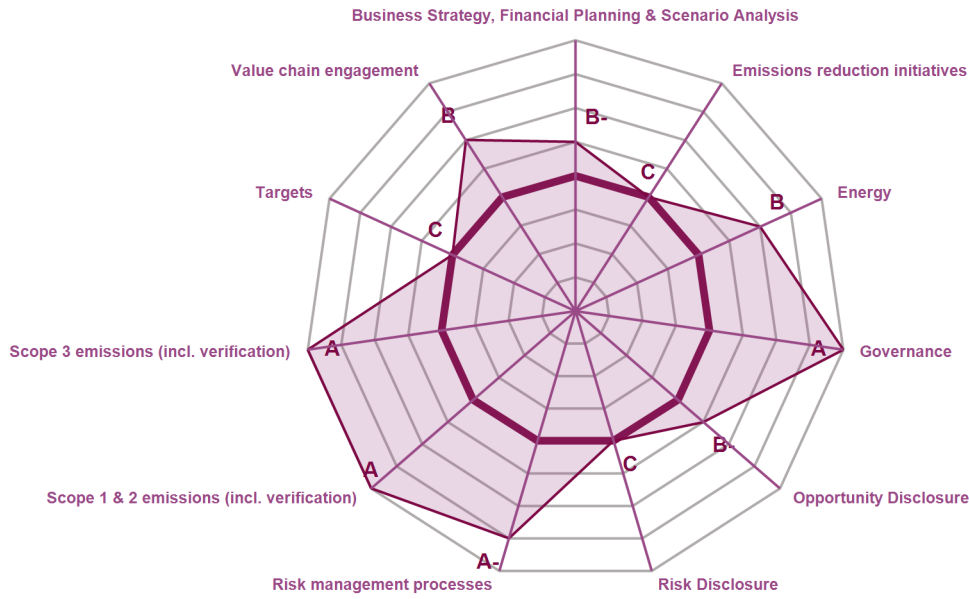 Business Strategy, Financial Planning & Scenario Analysis
Value chain engagement
Emissions reduction initiatives
B
B-
C
B
Targets
Energy
C
Scope 3 emissions (incl. verification)
A
A
Governance
B-
C
A
Scope 1 & 2 emissions (incl. verification)
Opportunity Disclosure
A-
Risk management processes
Risk Disclosure